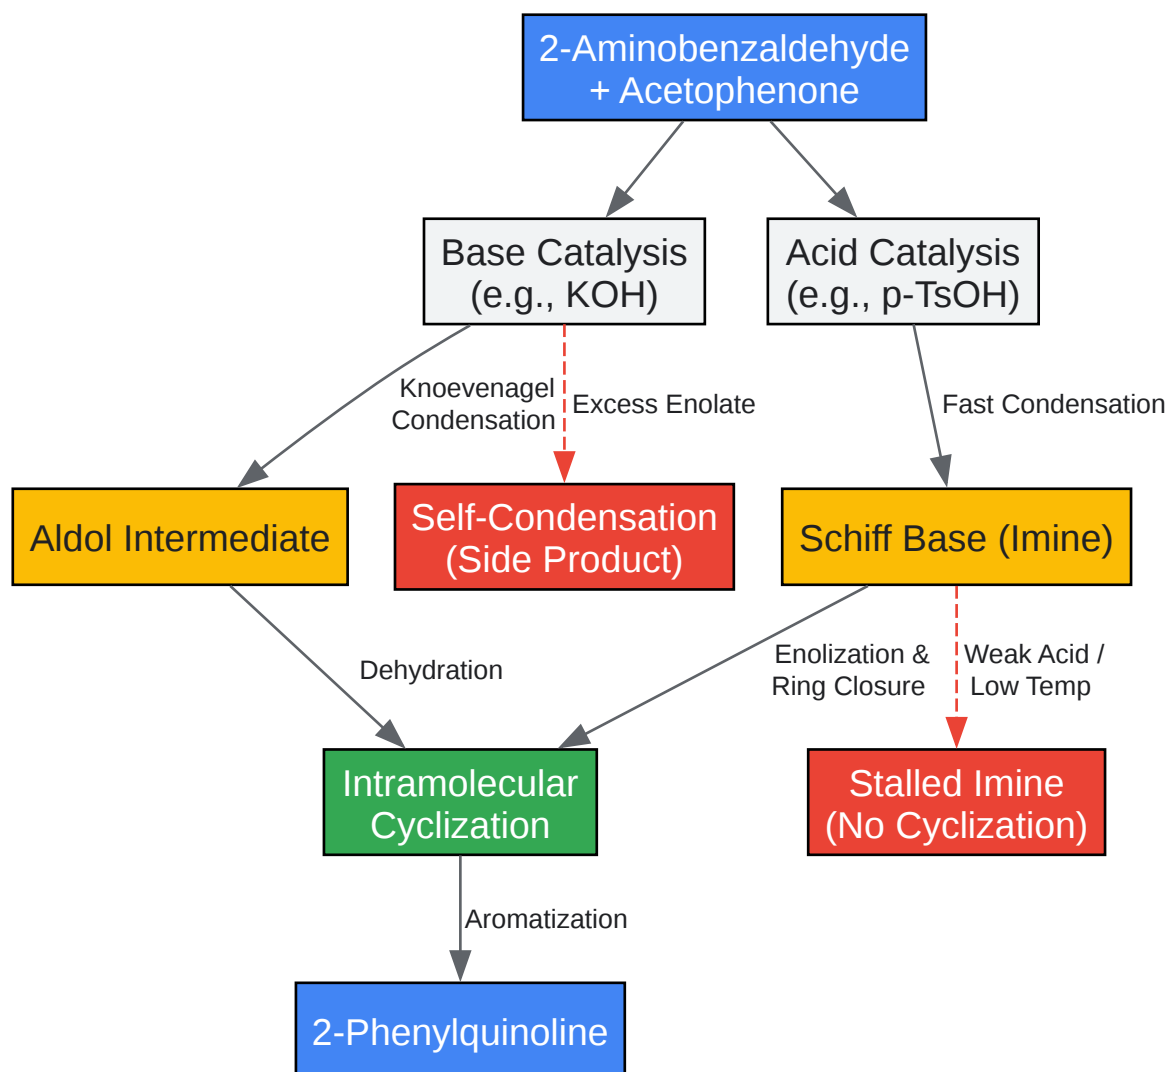 2-Aminobenzaldehyde
+ Acetophenone
Base Catalysis
(e.g., KOH)
Acid Catalysis
(e.g., p-TsOH)
Knoevenagel
Condensation
Excess Enolate
Fast Condensation
Aldol Intermediate
Self-Condensation
(Side Product)
Schiff Base (Imine)
Dehydration
Enolization &
Ring Closure
Weak Acid /
Low Temp
Intramolecular
Cyclization
Stalled Imine
(No Cyclization)
Aromatization
2-Phenylquinoline